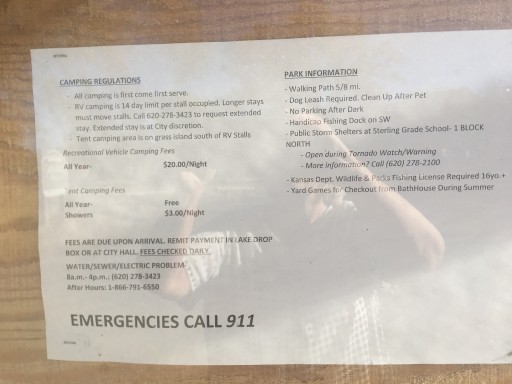 CAMPING REGULATIONS
- All camping is first come first serve.
- RV camping is 14 day limit per stall occupied. Longer stays
must move stalls. Call 620-278-3423 to request extended
stay. Extended stay is at City discretion.
- Tent camping area is on grass island south of RV Stalls
Recreational Vehicle Camping Fees
All Year- $20.00/Night
ent Camping Fees
All Year- Free
Showers $3.00/Night
FEES ARE DUE UPON ARRIVAL. REMIT PAYMENT IN LAKE DROP
BOX OR AT CITY HALL. FEES CHECKED DAILY.
WATER/SEWER/ELECTRIC PROBLEM
8a.m.- 4p.m.: (620) 278-3423
After Hours: 1-866-791-6550
EMERGENCIES CALL 911
PARK INFORMATION
- Walking Path 5/8 mi.
- Dog Leash Required. Clean Up After Pet
- No Parking After Dark
- Handicap Fishing Dock on SW
- Public Storm Shelters at Sterling Grade School- 1 BLOCK
NORTH
- Open during Tornado Watch/Warning
- More information? Call (620) 278-2100
- Kansas Dept. Wildlife & Parks Fishing License Required 16yo.+
- Yard Games for Checkout from BathHouse During Summer